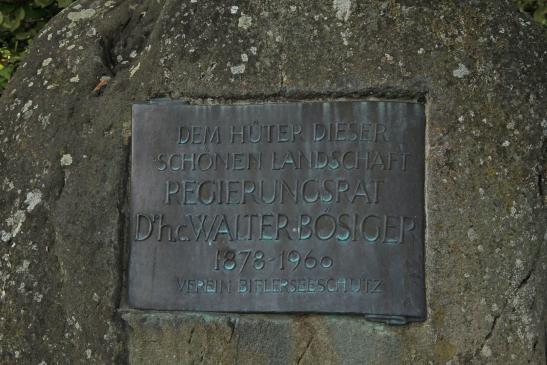 DEM HÜTER DIESER
SCHÖNEN LANDSCHAFT
REGIERUNGSRAT
Dr.h.c. WALTER BÖSIGER
1878-1960
VEREIN BIELERSEESCHUTZ